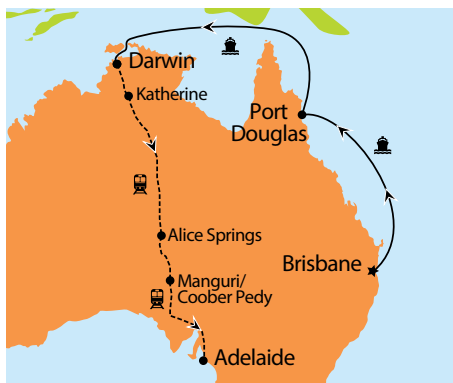 Darwin
Katherine
Port
Douglas
Alice Springs
Brisbane
Manguri/
Coober Pedy
Adelaide